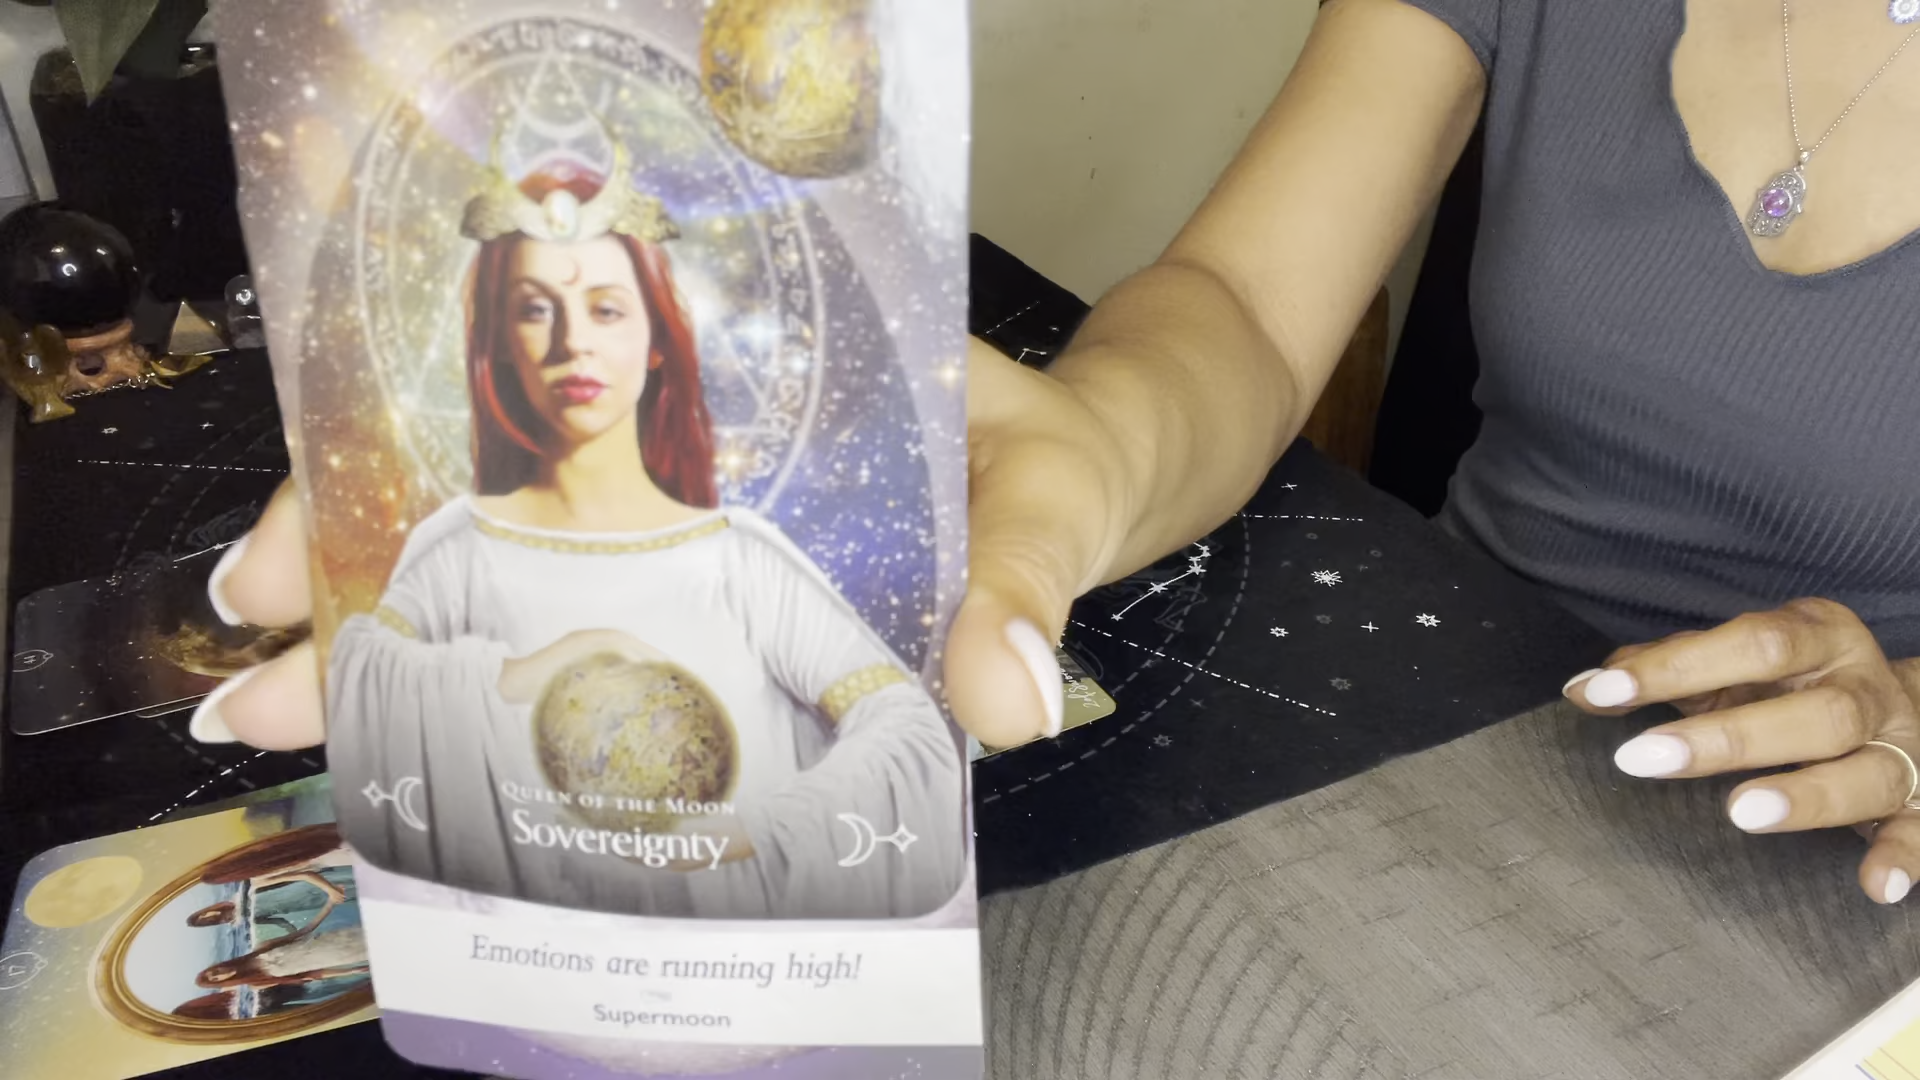 QUEEN OF THE MOON
Sovereignty
Emotions are running high!
Supermoon